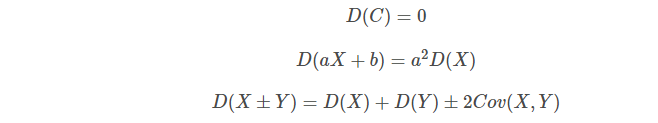 D(C) = 0
D(aX + b) = a²D(X)
D(X ± Y) = D(X) + D(Y) ± 2Cov(X, Y)